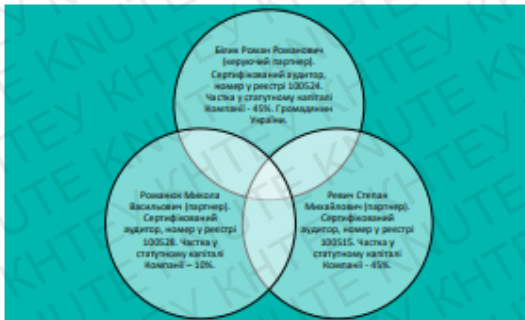 Білик Роман Романович
(керуючий партнер).
Сертифікований аудитор,
номер у реєстрі 100524.
Частка у статутному капіталі
Компанії - 45%. Громадянин
України.
Романюк Микола
Васильович (партнер).
Сертифікований
аудитор, номер у реєстрі
100528. Частка у
статутному капіталі
Компанії – 10%.
Ревич Степан
Михайлович (партнер).
Сертифікований
аудитор, номер у реєстрі
100515. Частка у
статутному капіталі
Компанії - 45%.